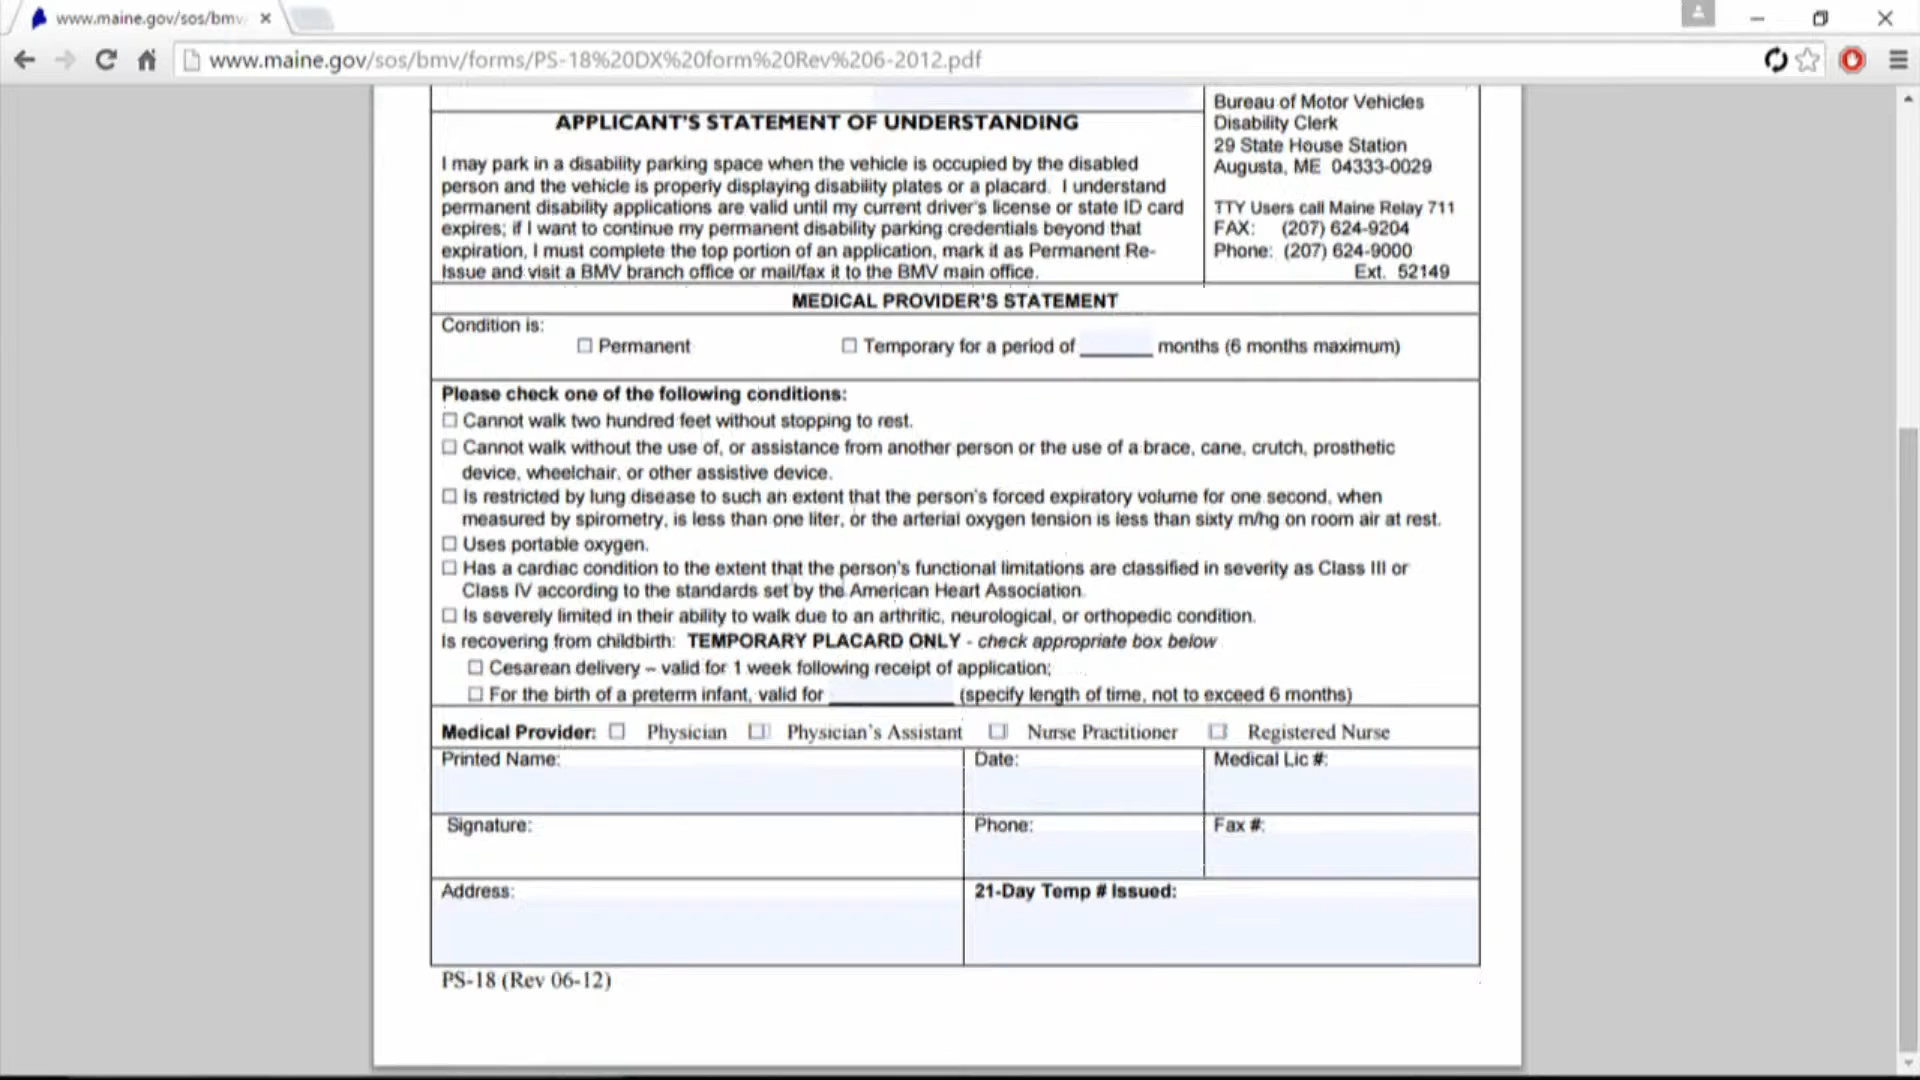 www.maine.gov/sos/bmv
www.maine.gov/sos/bmv/forms/PS-18%20DX%20form%20Rev%206-2012.pdf
APPLICANT'S STATEMENT OF UNDERSTANDING
I may park in a disability parking space when the vehicle is occupied by the disabled
person and the vehicle is properly displaying disability plates or a placard. I understand
permanent disability applications are valid until my current driver's license or state ID card
expires; if I want to continue my permanent disability parking credentials beyond that
expiration, I must complete the top portion of an application, mark it as Permanent Re-
Issue and visit a BMV branch office or mail/fax it to the BMV main office.
Bureau of Motor Vehicles
Disability Clerk
29 State House Station
Augusta, ME 04333-0029
TTY Users call Maine Relay 711
FAX: (207) 624-9204
Phone: (207) 624-9000
Ext. 52149
MEDICAL PROVIDER'S STATEMENT
Condition is:
Permanent Temporary for a period of ______ months (6 months maximum)
Please check one of the following conditions:
Cannot walk two hundred feet without stopping to rest.
Cannot walk without the use of, or assistance from another person or the use of a brace, cane, crutch, prosthetic
device, wheelchair, or other assistive device.
Is restricted by lung disease to such an extent that the person's forced expiratory volume for one second, when
measured by spirometry, is less than one liter, or the arterial oxygen tension is less than sixty m/hg on room air at rest.
Uses portable oxygen.
Has a cardiac condition to the extent that the person's functional limitations are classified in severity as Class III or
Class IV according to the standards set by the American Heart Association.
Is severely limited in their ability to walk due to an arthritic, neurological, or orthopedic condition.
Is recovering from childbirth: TEMPORARY PLACARD ONLY - check appropriate box below
Cesarean delivery – valid for 1 week following receipt of application;
For the birth of a preterm infant, valid for ______ (specify length of time, not to exceed 6 months)
Medical Provider: Physician Physician's Assistant Nurse Practitioner Registered Nurse
Printed Name: Date: Medical Lic #:
Signature: Phone: Fax #:
Address: 21-Day Temp # Issued:
PS-18 (Rev 06-12)